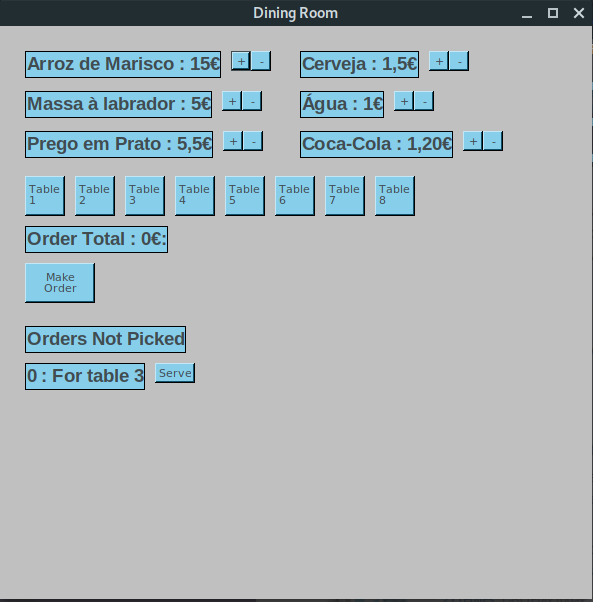 Dining Room
Arroz de Marisco : 15€ + - Cerveja : 1,5€ + -
Massa à labrador : 5€ + - Água : 1€ + -
Prego em Prato : 5,5€ + - Coca-Cola : 1,20€ + -
Table 1 Table 2 Table 3 Table 4 Table 5 Table 6 Table 7 Table 8
Order Total : 0€:
Make
Order
Orders Not Picked
0 : For table 3 Serve